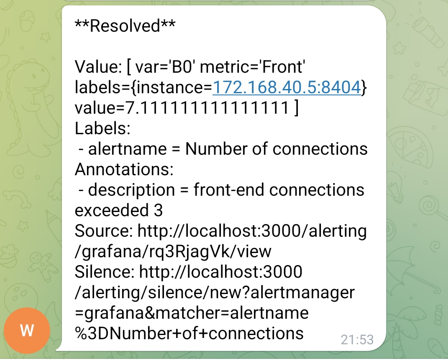 **Resolved**
Value: [ var='B0' metric='Front'
labels={instance=172.168.40.5:8404}
value=7.111111111111111 ]
Labels:
- alertname = Number of connections
Annotations:
- description = front-end connections
exceeded 3
Source: http://localhost:3000/alerting
/grafana/rq3RjagVk/view
Silence: http://localhost:3000
/alerting/silence/new?alertmanager
=grafana&matcher=alertname
%3DNumber+of+connections
21:53
W